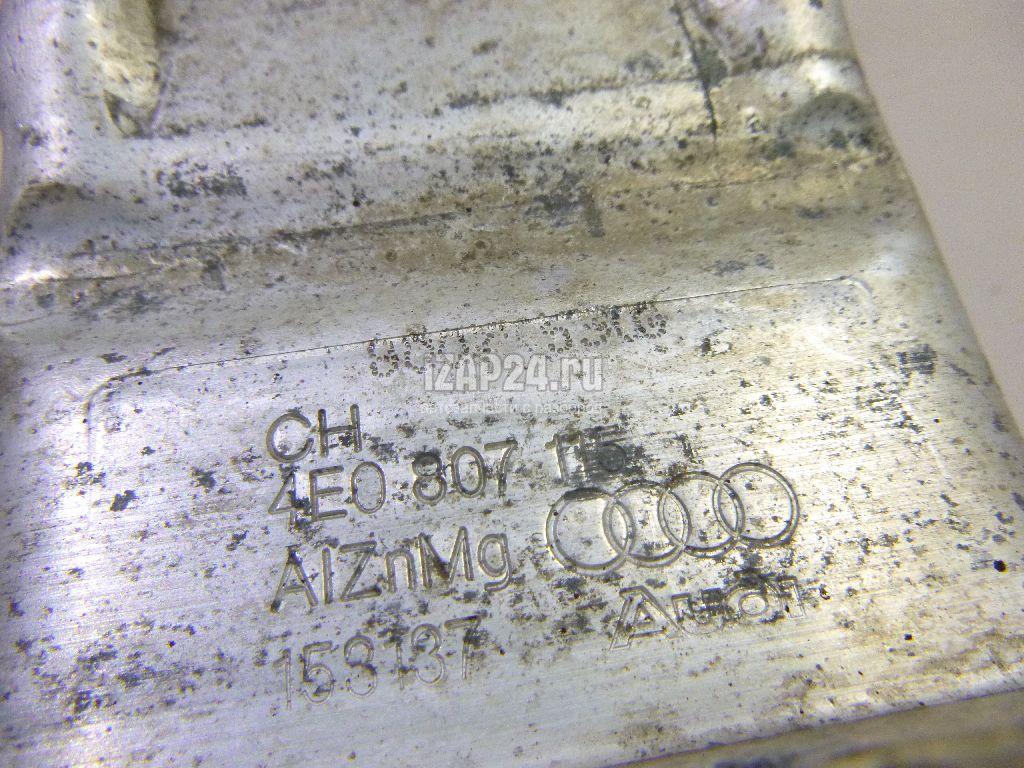 iZAP24.ru
CH
4E0 807 115
AlZnMg
Audi
153137